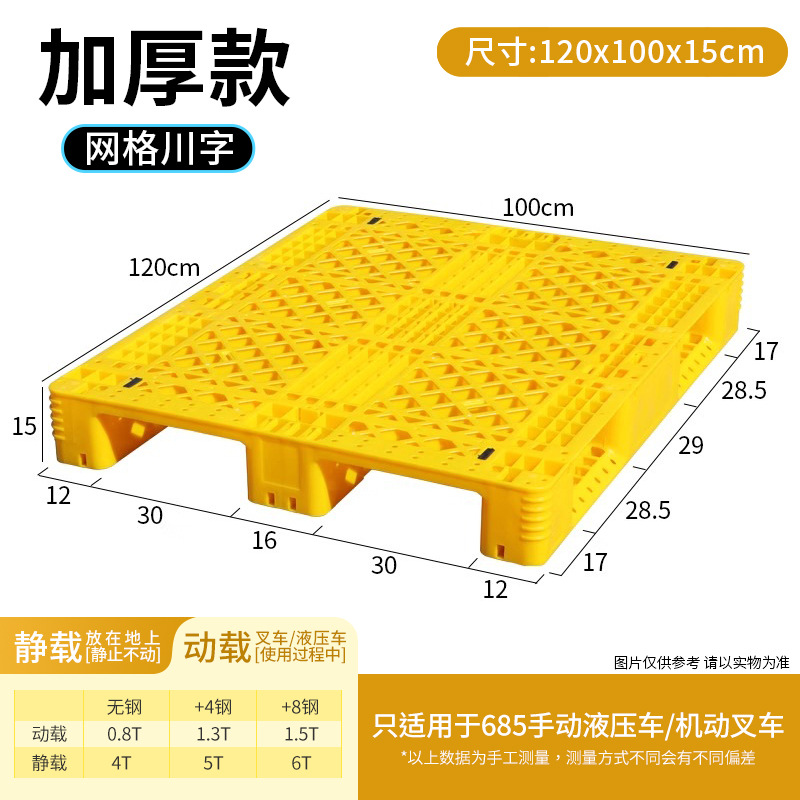 加厚款
网格川字
尺寸:120x100x15cm
100cm
120cm
15
12
30
16
30
12
17
28.5
29
28.5
17
静载 放在地上
[静止不动]
动载 叉车/液压车
[使用过程中]
图片仅供参考 请以实物为准
无钢 +4钢 +8钢
动载 0.8T 1.3T 1.5T
静载 4T 5T 6T
只适用于685手动液压车/机动叉车
*以上数据为手工测量，测量方式不同会有不同偏差